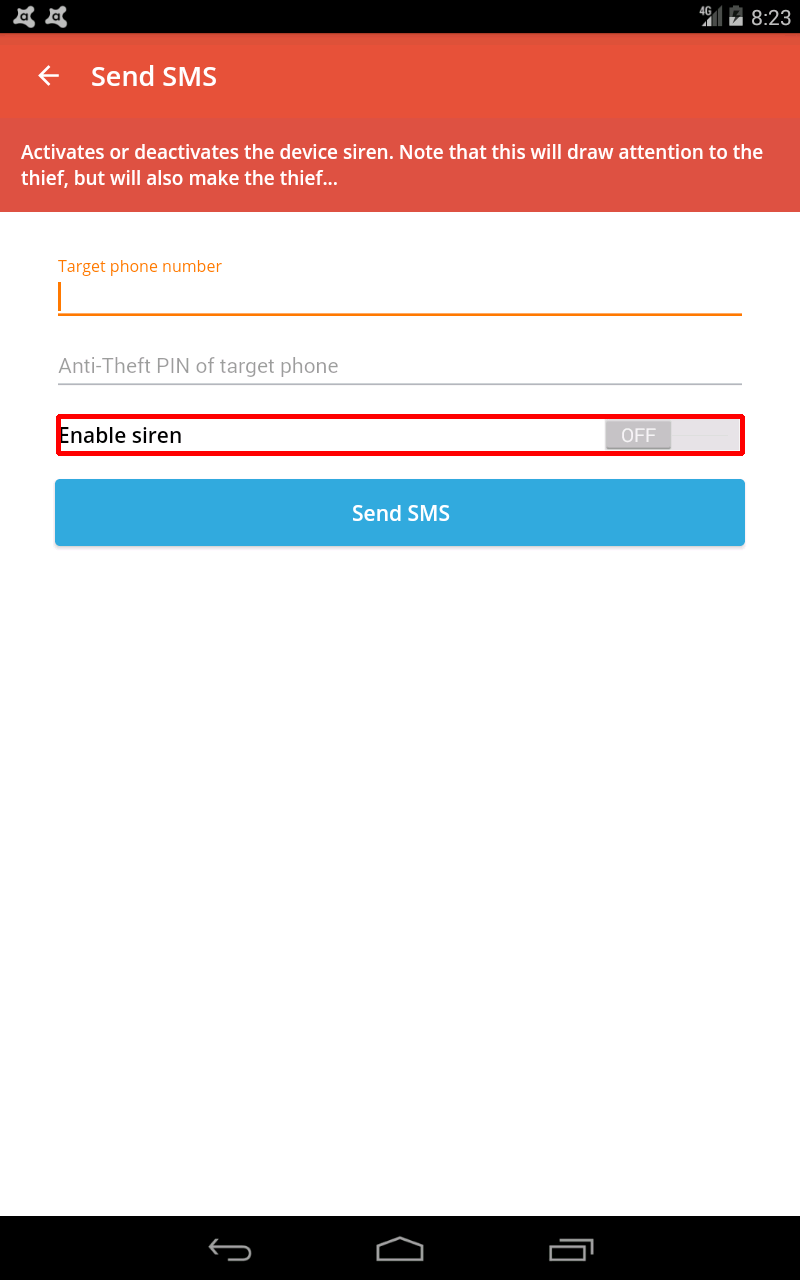 4G 8:23
Send SMS
Activates or deactivates the device siren. Note that this will draw attention to the
thief, but will also make the thief...
Target phone number
Anti-Theft PIN of target phone
Enable siren OFF
Send SMS